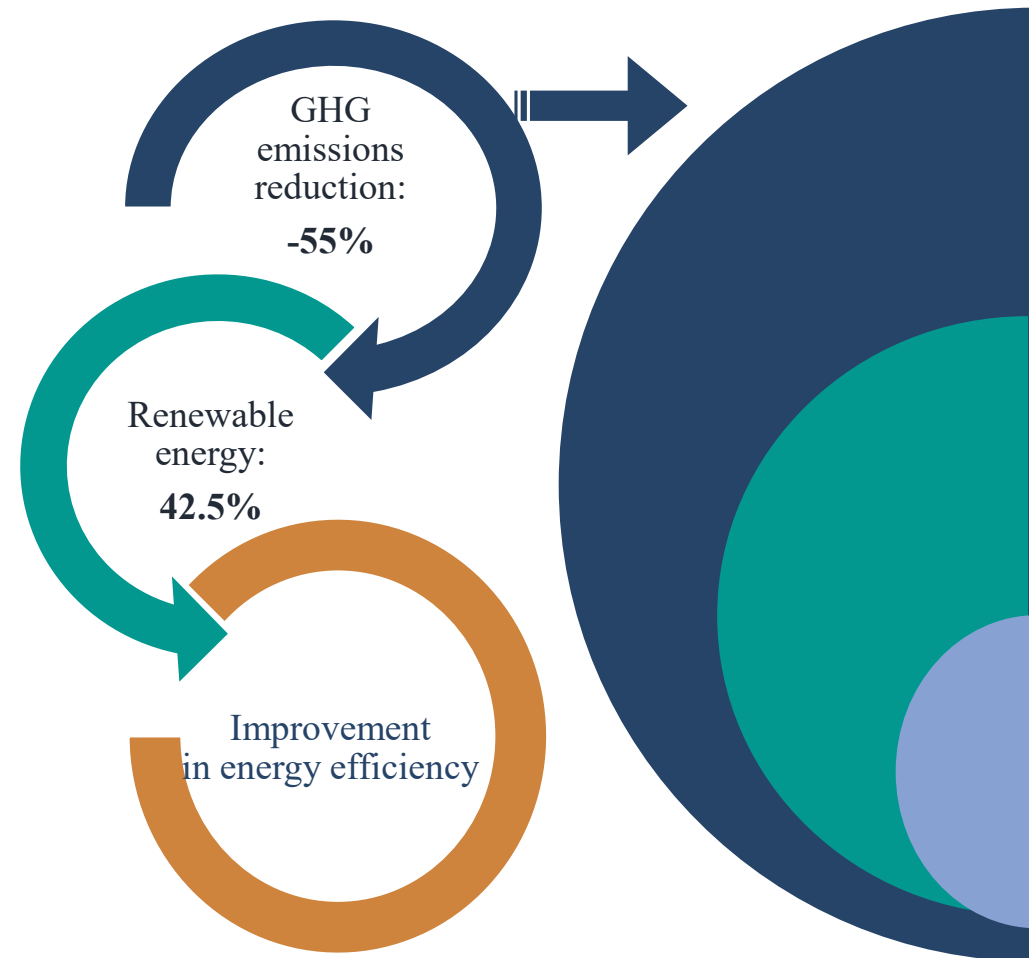 GHG
emissions
reduction:
-55%
Renewable
energy:
42.5%
Improvement
in energy efficiency